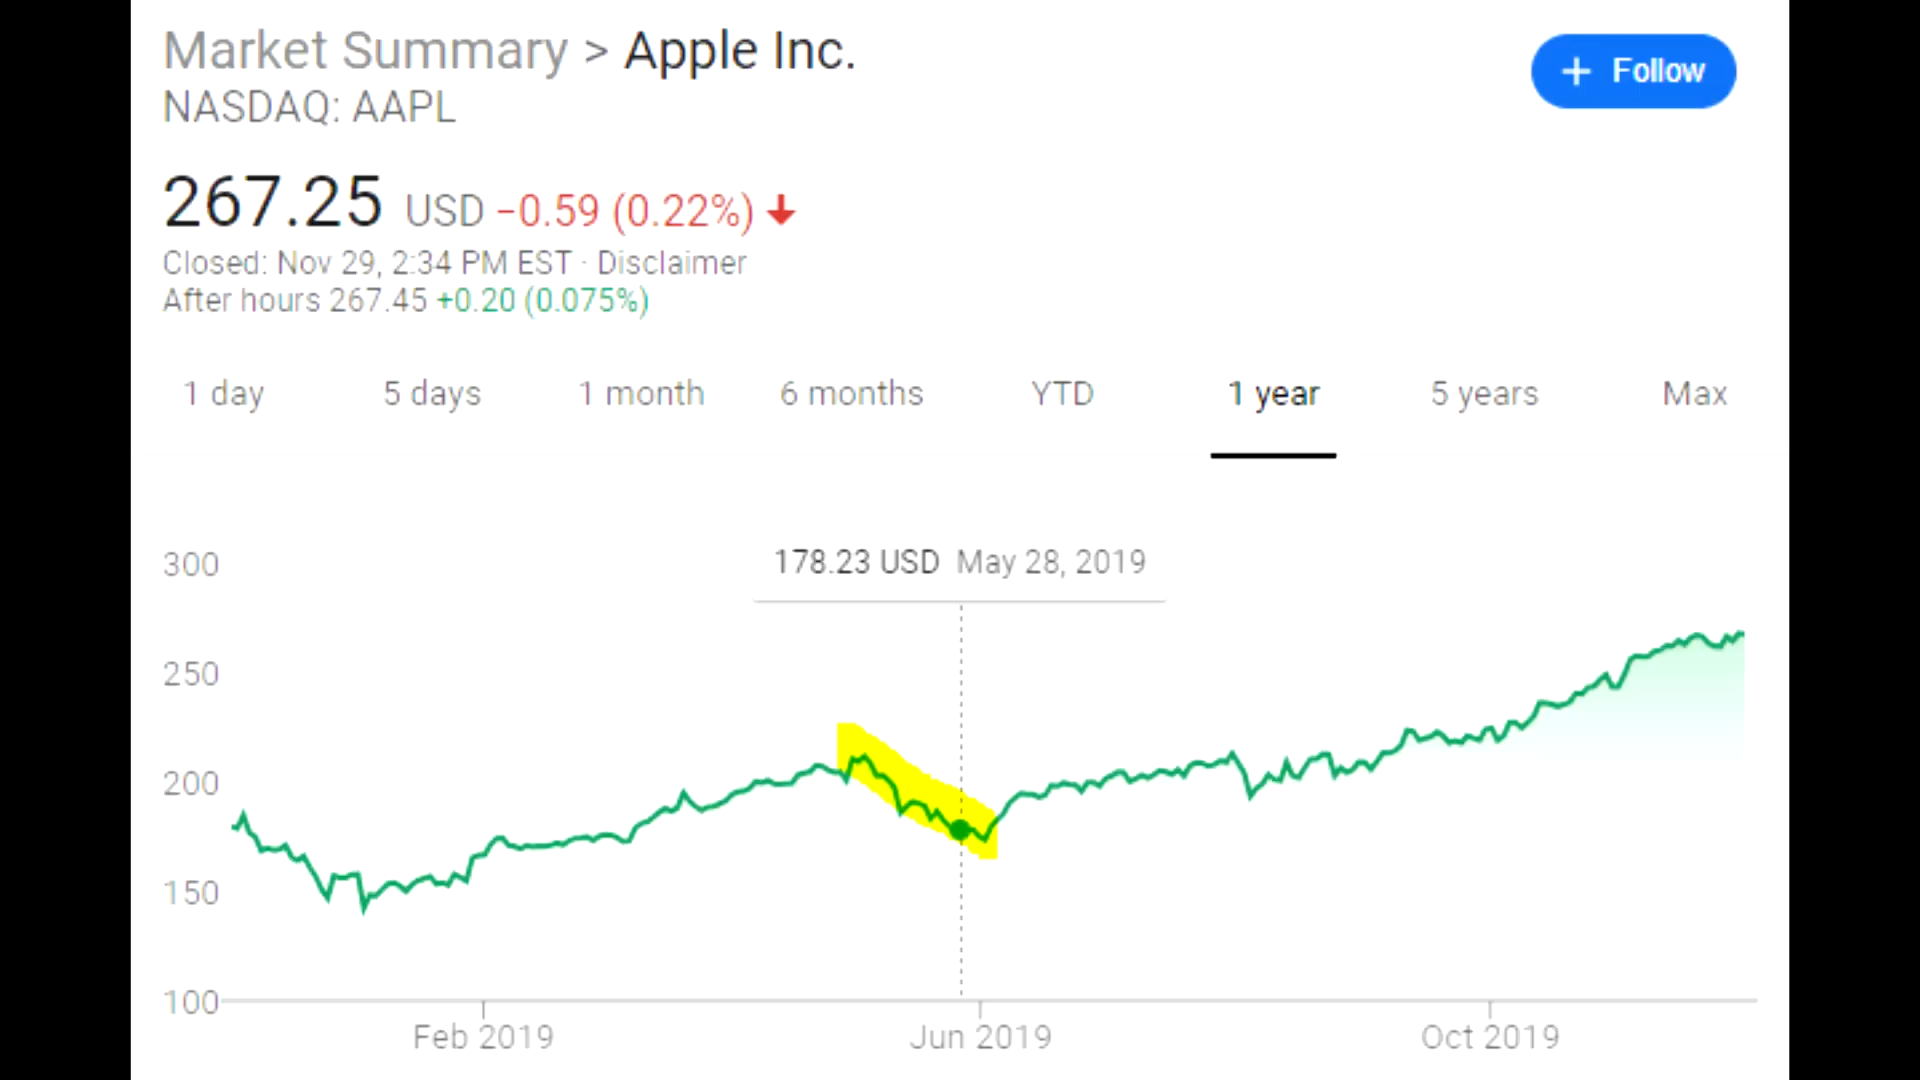 Market Summary > Apple Inc.
+ Follow
NASDAQ: AAPL
267.25 USD −0.59 (0.22%) ↓
Closed: Nov 29, 2:34 PM EST · Disclaimer
After hours 267.45 +0.20 (0.075%)
1 day 5 days 1 month 6 months YTD 1 year 5 years Max
178.23 USD May 28, 2019
300
250
200
150
100
Feb 2019 Jun 2019 Oct 2019